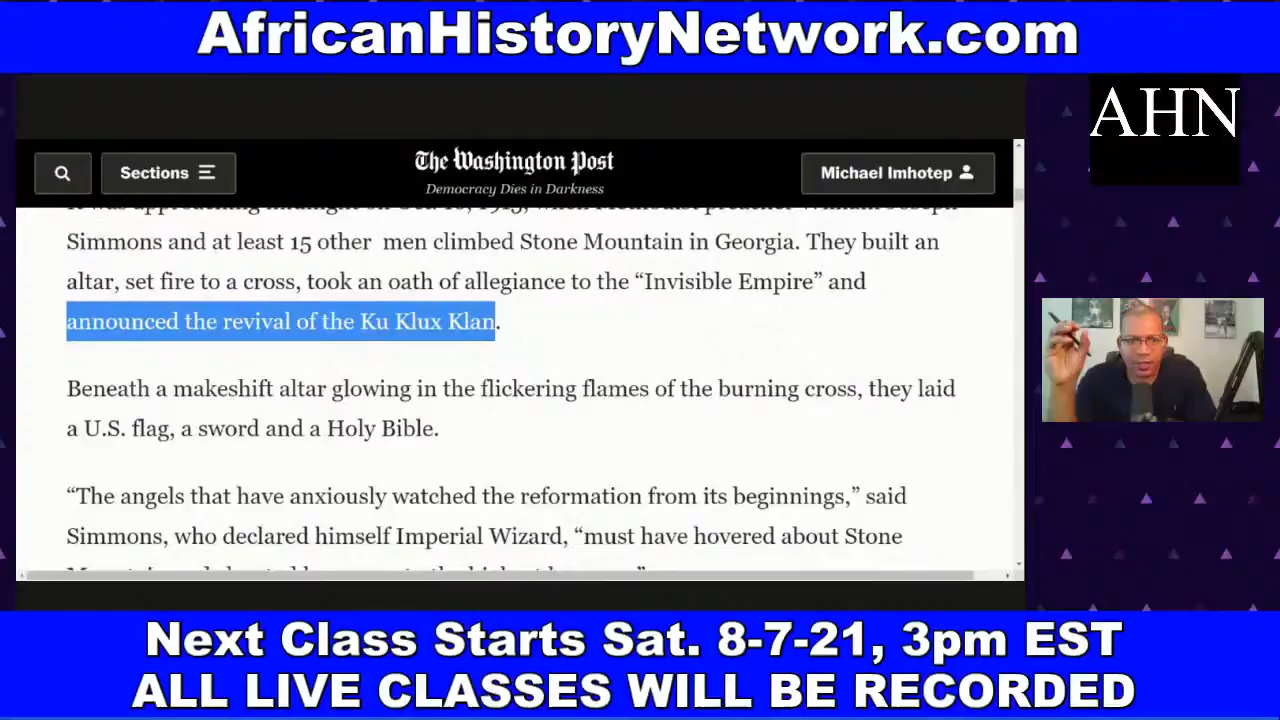 AfricanHistoryNetwork.com
AHN
Sections
The Washington Post
Democracy Dies in Darkness
Michael Imhotep
Simmons and at least 15 other men climbed Stone Mountain in Georgia. They built an
altar, set fire to a cross, took an oath of allegiance to the “Invisible Empire” and
announced the revival of the Ku Klux Klan.
Beneath a makeshift altar glowing in the flickering flames of the burning cross, they laid
a U.S. flag, a sword and a Holy Bible.
“The angels that have anxiously watched the reformation from its beginnings,” said
Simmons, who declared himself Imperial Wizard, “must have hovered about Stone
Next Class Starts Sat. 8-7-21, 3pm EST
ALL LIVE CLASSES WILL BE RECORDED